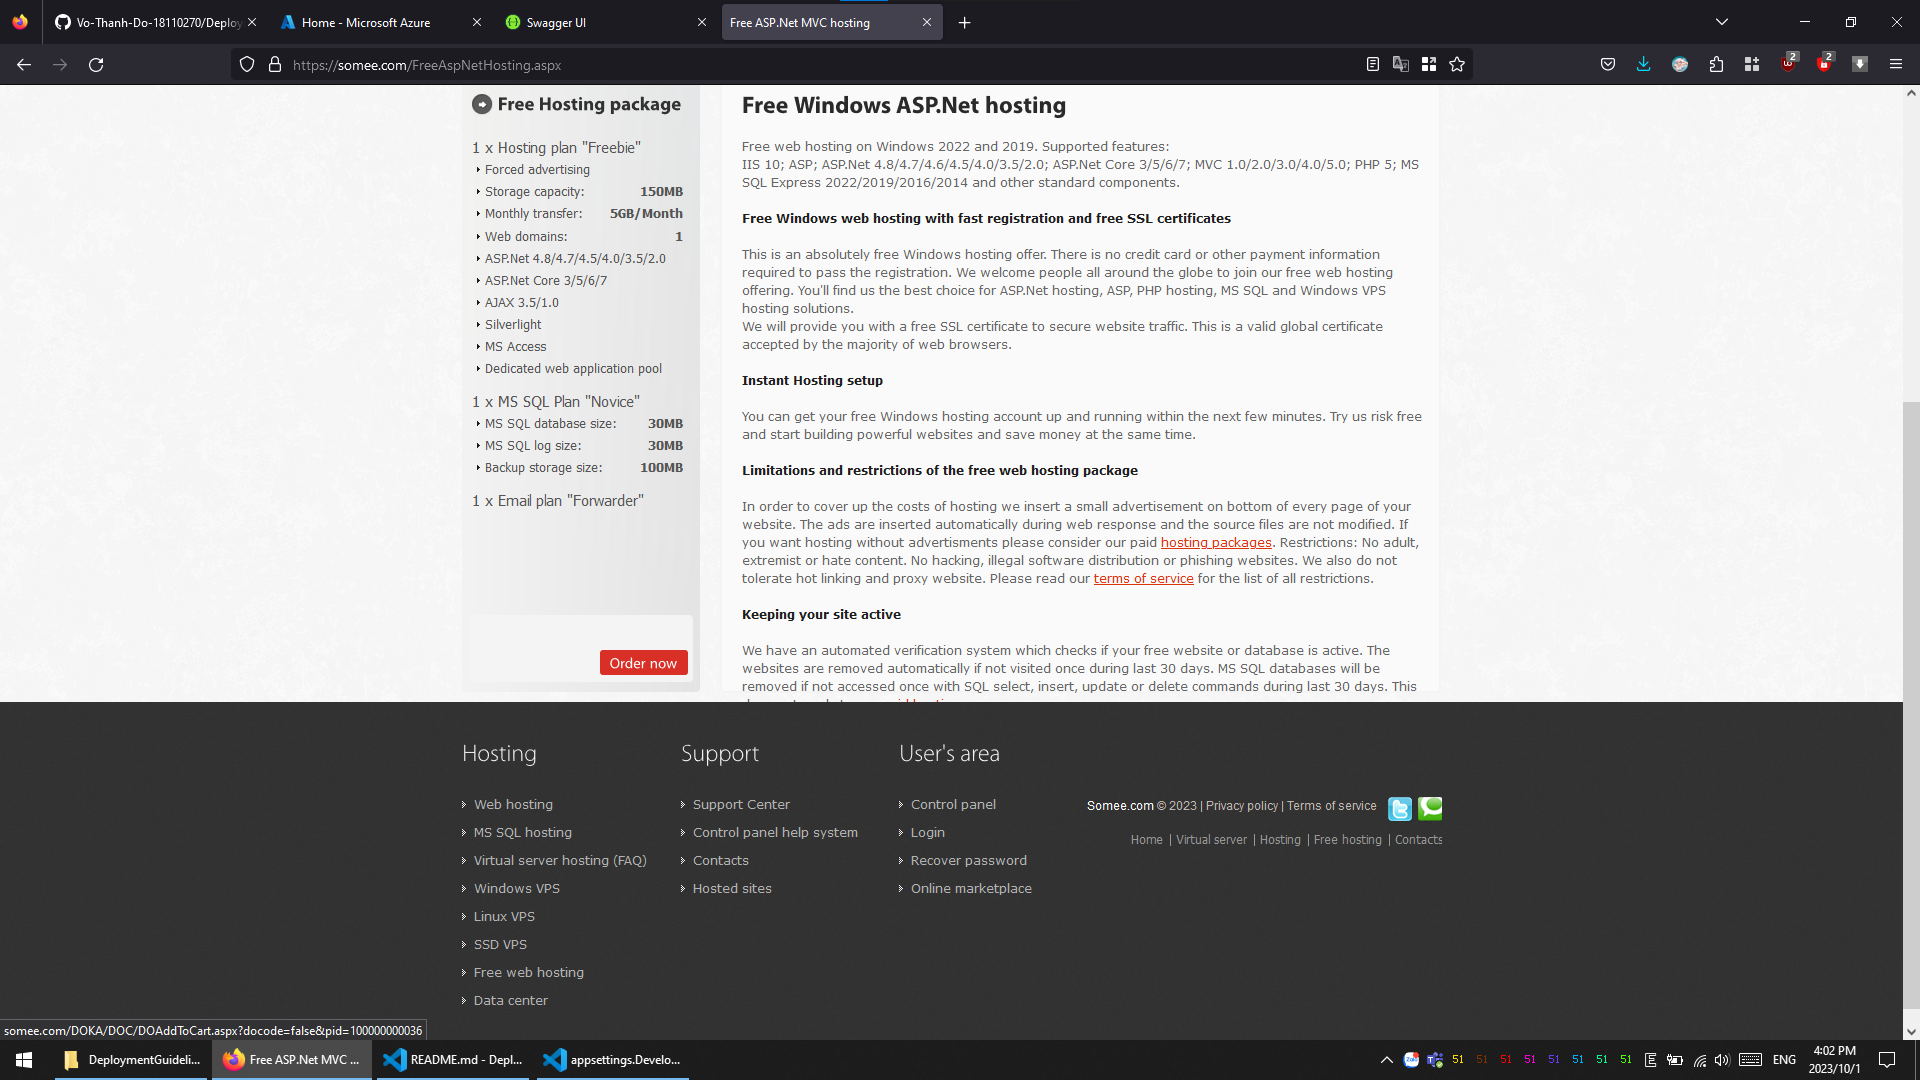 Vo-Thanh-Do-18110270/Deploy
Home - Microsoft Azure
Swagger UI
Free ASP.Net MVC hosting
https://somee.com/FreeAspNetHosting.aspx
2
2
Free Hosting package
1 x Hosting plan "Freebie"
Forced advertising
Storage capacity: 150MB
Monthly transfer: 5GB/Month
Web domains: 1
ASP.Net 4.8/4.7/4.5/4.0/3.5/2.0
ASP.Net Core 3/5/6/7
AJAX 3.5/1.0
Silverlight
MS Access
Dedicated web application pool
1 x MS SQL Plan "Novice"
MS SQL database size: 30MB
MS SQL log size: 30MB
Backup storage size: 100MB
1 x Email plan "Forwarder"
Order now
Free Windows ASP.Net hosting
Free web hosting on Windows 2022 and 2019. Supported features:
IIS 10; ASP; ASP.Net 4.8/4.7/4.6/4.5/4.0/3.5/2.0; ASP.Net Core 3/5/6/7; MVC 1.0/2.0/3.0/4.0/5.0; PHP 5; MS
SQL Express 2022/2019/2016/2014 and other standard components.
Free Windows web hosting with fast registration and free SSL certificates
This is an absolutely free Windows hosting offer. There is no credit card or other payment information
required to pass the registration. We welcome people all around the globe to join our free web hosting
offering. You'll find us the best choice for ASP.Net hosting, ASP, PHP hosting, MS SQL and Windows VPS
hosting solutions.
We will provide you with a free SSL certificate to secure website traffic. This is a valid global certificate
accepted by the majority of web browsers.
Instant Hosting setup
You can get your free Windows hosting account up and running within the next few minutes. Try us risk free
and start building powerful websites and save money at the same time.
Limitations and restrictions of the free web hosting package
In order to cover up the costs of hosting we insert a small advertisement on bottom of every page of your
website. The ads are inserted automatically during web response and the source files are not modified. If
you want hosting without advertisments please consider our paid hosting packages. Restrictions: No adult,
extremist or hate content. No hacking, illegal software distribution or phishing websites. We also do not
tolerate hot linking and proxy website. Please read our terms of service for the list of all restrictions.
Keeping your site active
We have an automated verification system which checks if your free website or database is active. The
websites are removed automatically if not visited once during last 30 days. MS SQL databases will be
removed if not accessed once with SQL select, insert, update or delete commands during last 30 days. This
Hosting
Web hosting
MS SQL hosting
Virtual server hosting (FAQ)
Windows VPS
Linux VPS
SSD VPS
Free web hosting
Data center
Support
Support Center
Control panel help system
Contacts
Hosted sites
User's area
Control panel
Login
Recover password
Online marketplace
Somee.com © 2023 | Privacy policy | Terms of service
Home | Virtual server | Hosting | Free hosting | Contacts
somee.com/DOKA/DOC/DOAddToCart.aspx?docode=false&pid=100000000036
DeploymentGuideli...
Free ASP.Net MVC ...
README.md - Depl...
appsettings.Develo...
Zalo
51 51 51 51 51 51 51 51
ENG
4:02 PM
2023/10/1